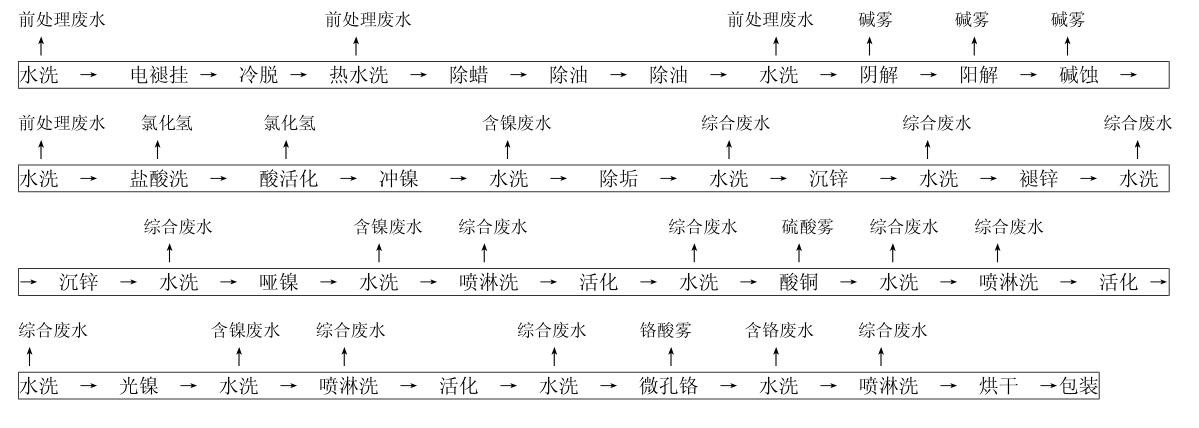 前处理废水 前处理废水 前处理废水 碱雾 碱雾 碱雾
水洗 → 电褪挂 → 冷脱 → 热水洗 → 除蜡 → 除油 → 除油 → 水洗 → 阴解 → 阳解 → 碱蚀 →
前处理废水 氯化氢 氯化氢 含镍废水 综合废水 综合废水 综合废水
水洗 → 盐酸洗 → 酸活化 → 冲镍 → 水洗 → 除垢 → 水洗 → 沉锌 → 水洗 → 褪锌 → 水洗
综合废水 含镍废水 综合废水 综合废水 硫酸雾 综合废水 综合废水
→ 沉锌 → 水洗 → 哑镍 → 水洗 → 喷淋洗 → 活化 → 水洗 → 酸铜 → 水洗 → 喷淋洗 → 活化 →
综合废水 含镍废水 综合废水 综合废水 铬酸雾 含铬废水 综合废水
水洗 → 光镍 → 水洗 → 喷淋洗 → 活化 → 水洗 → 微孔铬 → 水洗 → 喷淋洗 → 烘干 → 包装